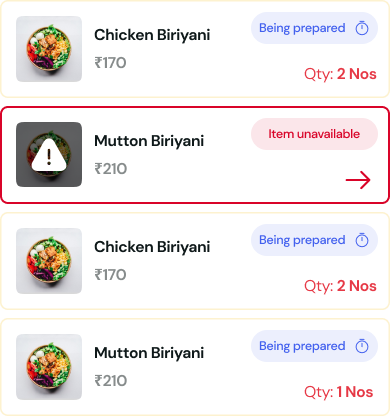 Chicken Biriyani
Being prepared
₹170
Qty: 2 Nos
Mutton Biriyani
Item unavailable
₹210
Chicken Biriyani
Being prepared
₹170
Qty: 2 Nos
Mutton Biriyani
Being prepared
₹210
Qty: 1 Nos